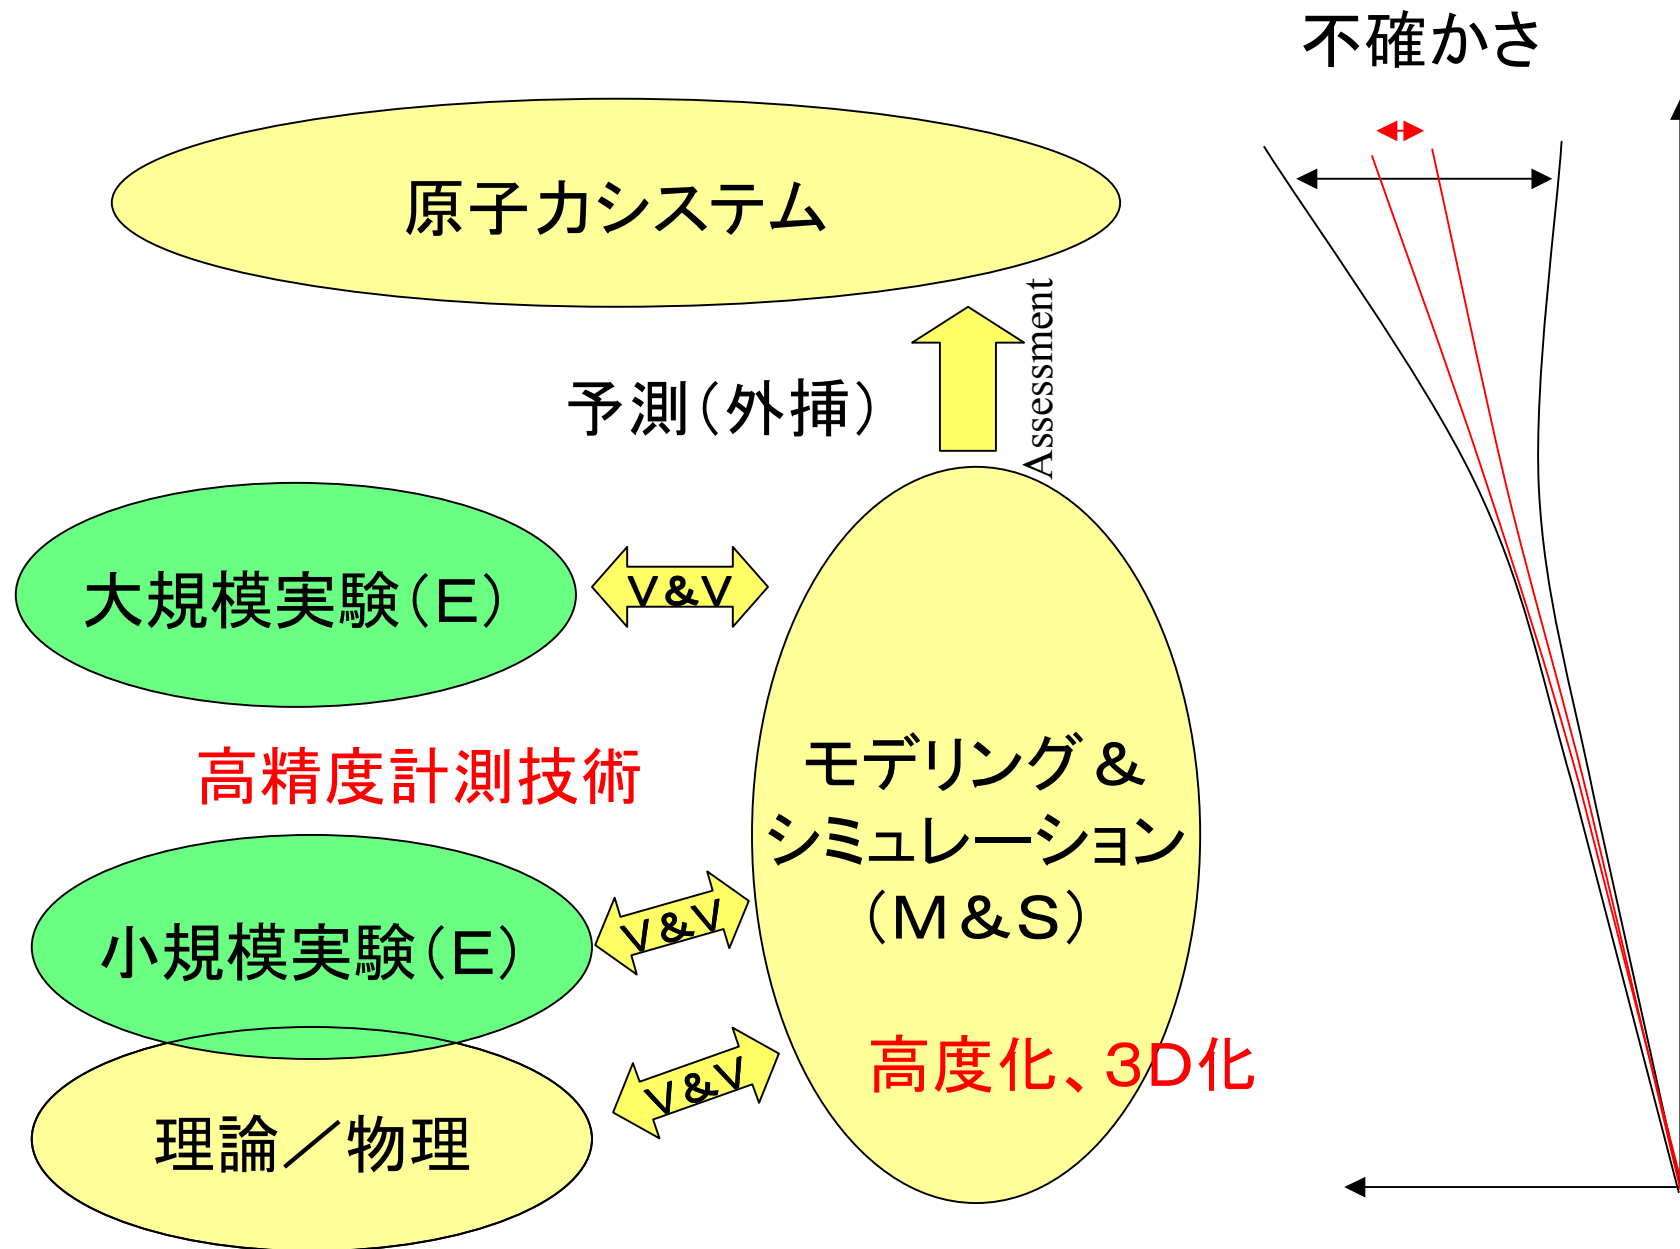 不確かさ
原子力システム
Assessment
予測（外挿）
大規模実験（E）
V&V
高精度計測技術
モデリング＆
シミュレーション
（M＆S）
小規模実験（E）
V&V
高度化、3D化
V&V
理論／物理